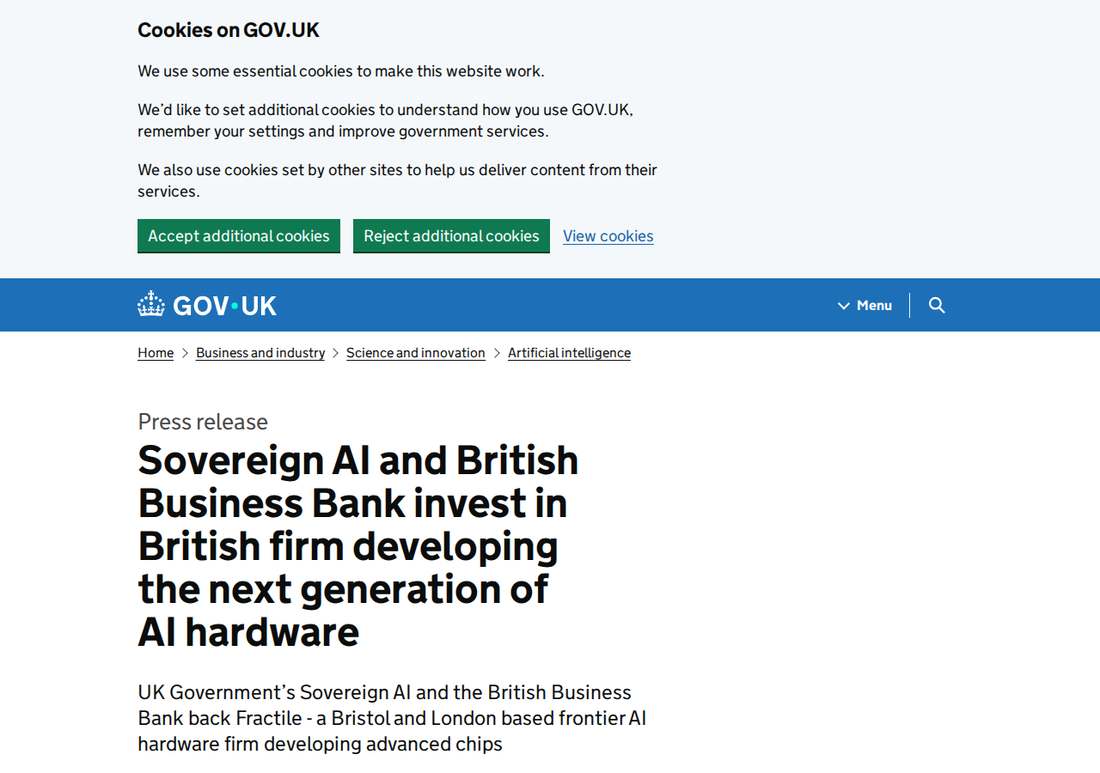 Cookies on GOV.UK
We use some essential cookies to make this website work.
We’d like to set additional cookies to understand how you use GOV.UK,
remember your settings and improve government services.
We also use cookies set by other sites to help us deliver content from their
services.
Accept additional cookies Reject additional cookies View cookies
GOV·UK Menu
Home Business and industry Science and innovation Artificial intelligence
Press release
Sovereign AI and British
Business Bank invest in
British firm developing
the next generation of
AI hardware
UK Government’s Sovereign AI and the British Business
Bank back Fractile - a Bristol and London based frontier AI
hardware firm developing advanced chips